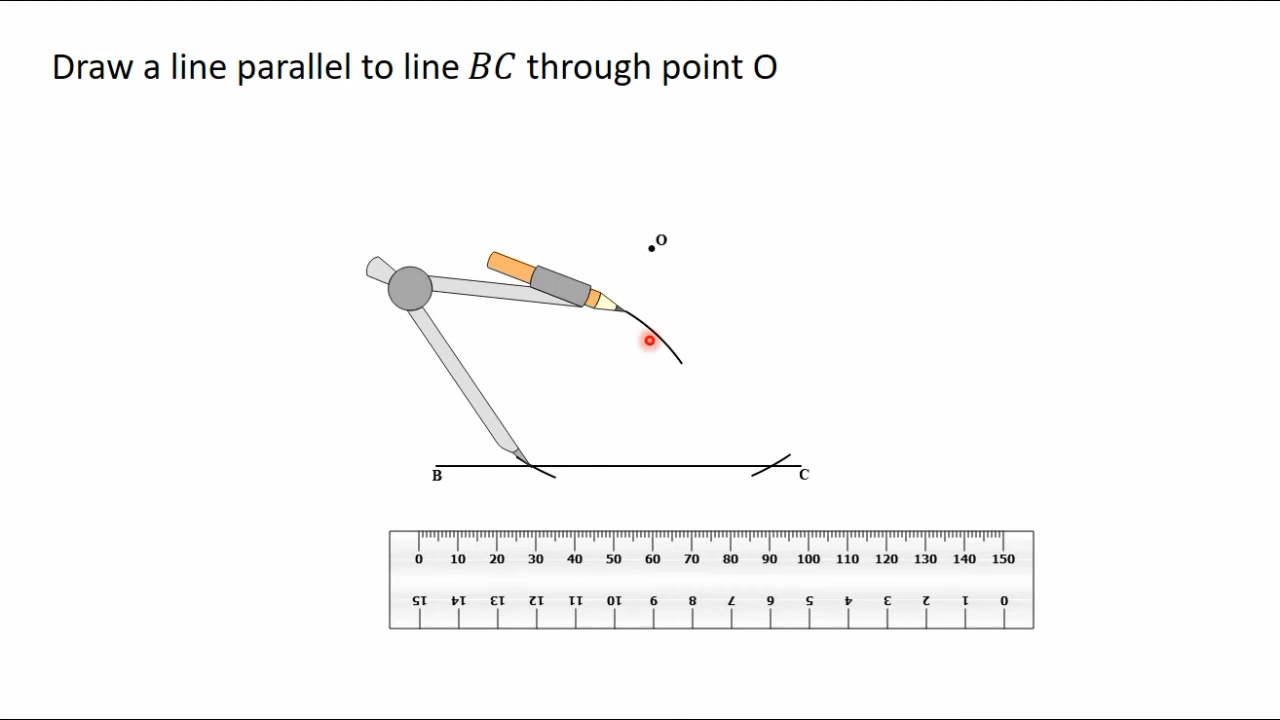 Draw a line parallel to line BC through point O
O
B
C
0 10 20 30 40 50 60 70 80 90 100 110 120 130 140 150
15 14 13 12 11 10 9 8 7 6 5 4 3 2 1 0